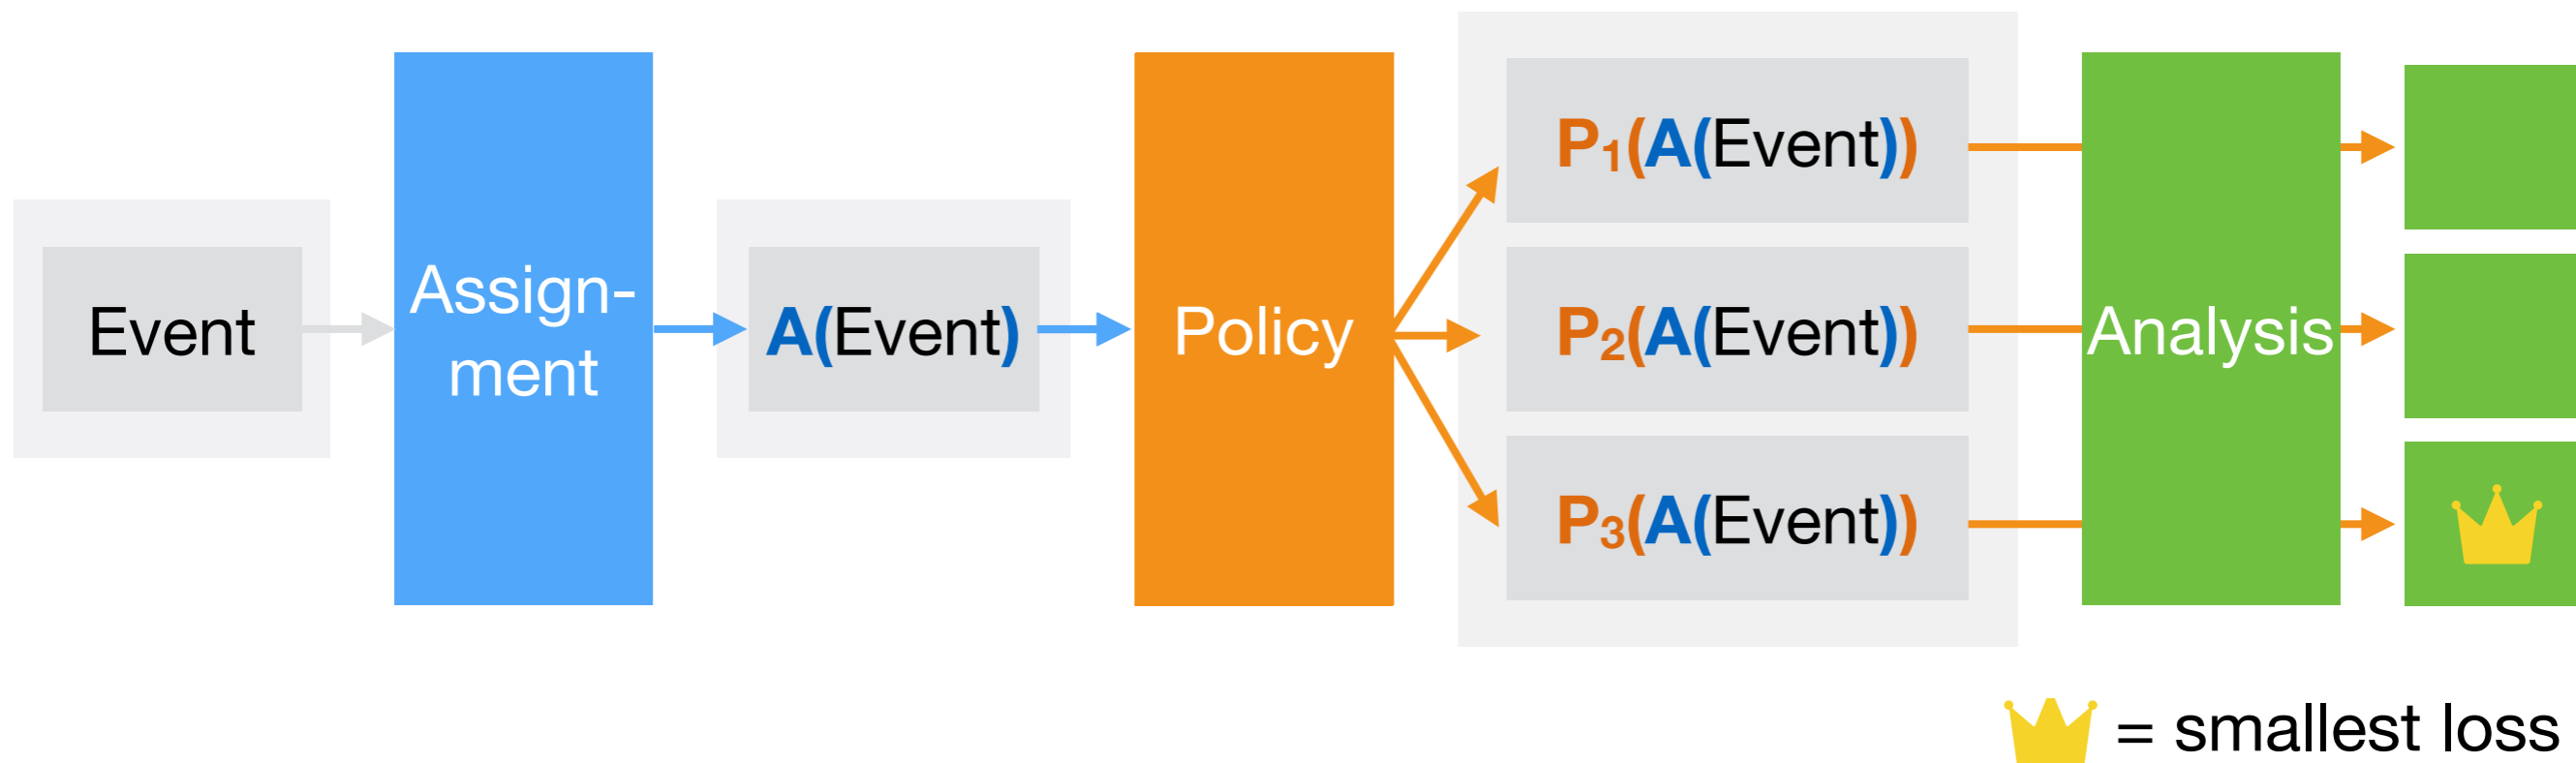 Event
Assign-
ment
A(Event)
Policy
P₁(A(Event))
P₂(A(Event))
P₃(A(Event))
Analysis
= smallest loss